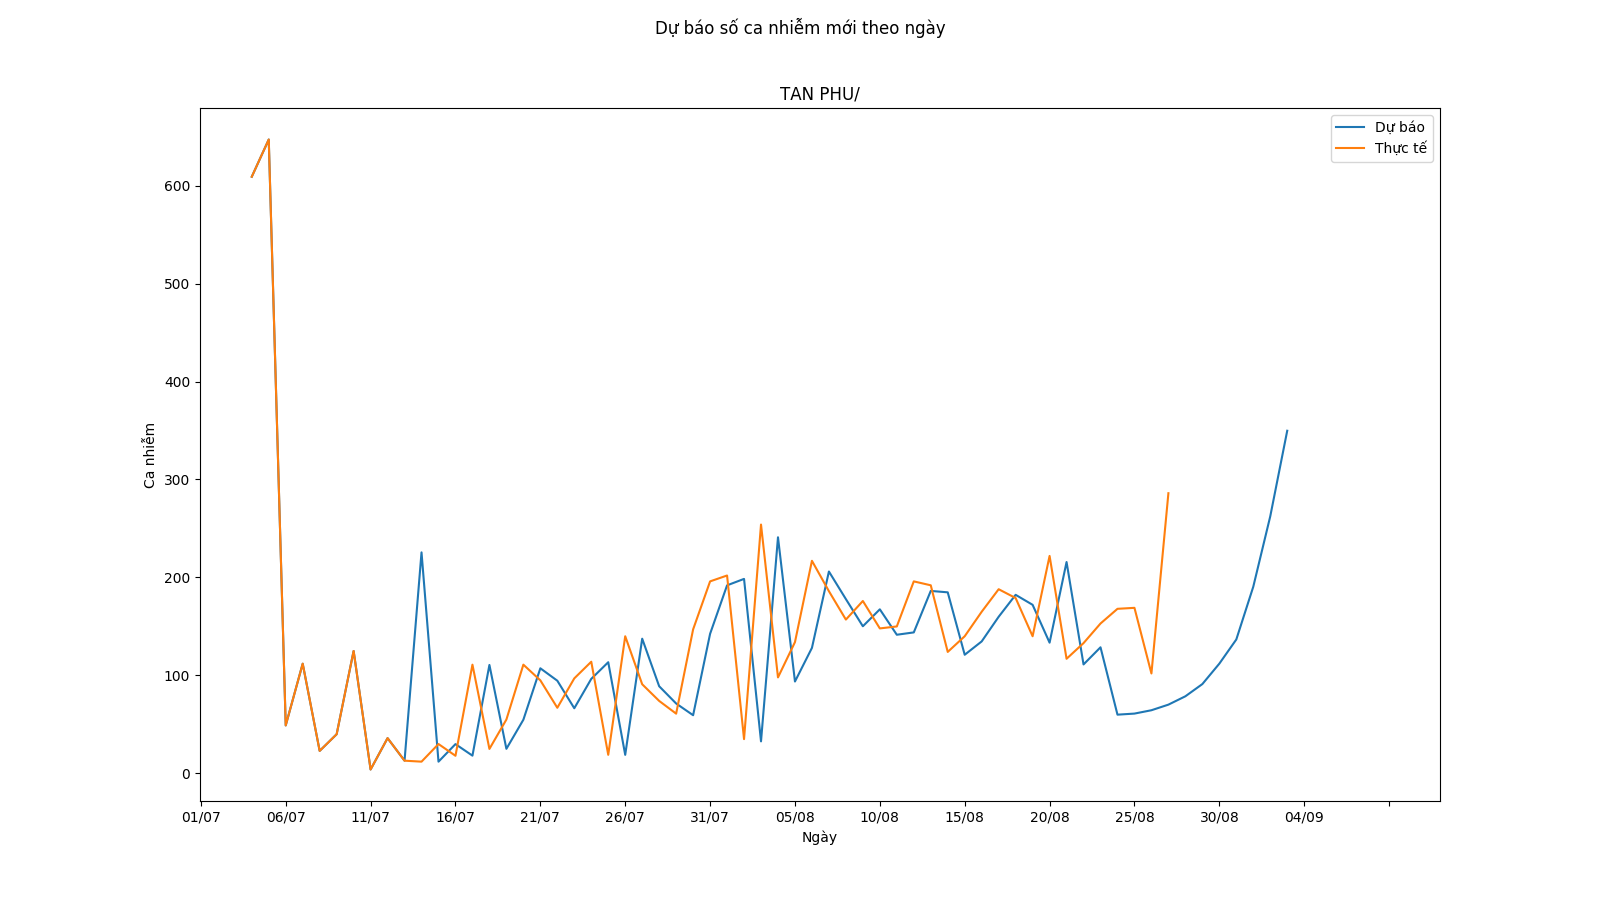 Dự báo số ca nhiễm mới theo ngày
TAN PHU/
Dự báo
Thực tế
600
500
400
300
200
100
0
Ca nhiễm
01/07 06/07 11/07 16/07 21/07 26/07 31/07 05/08 10/08 15/08 20/08 25/08 30/08 04/09
Ngày